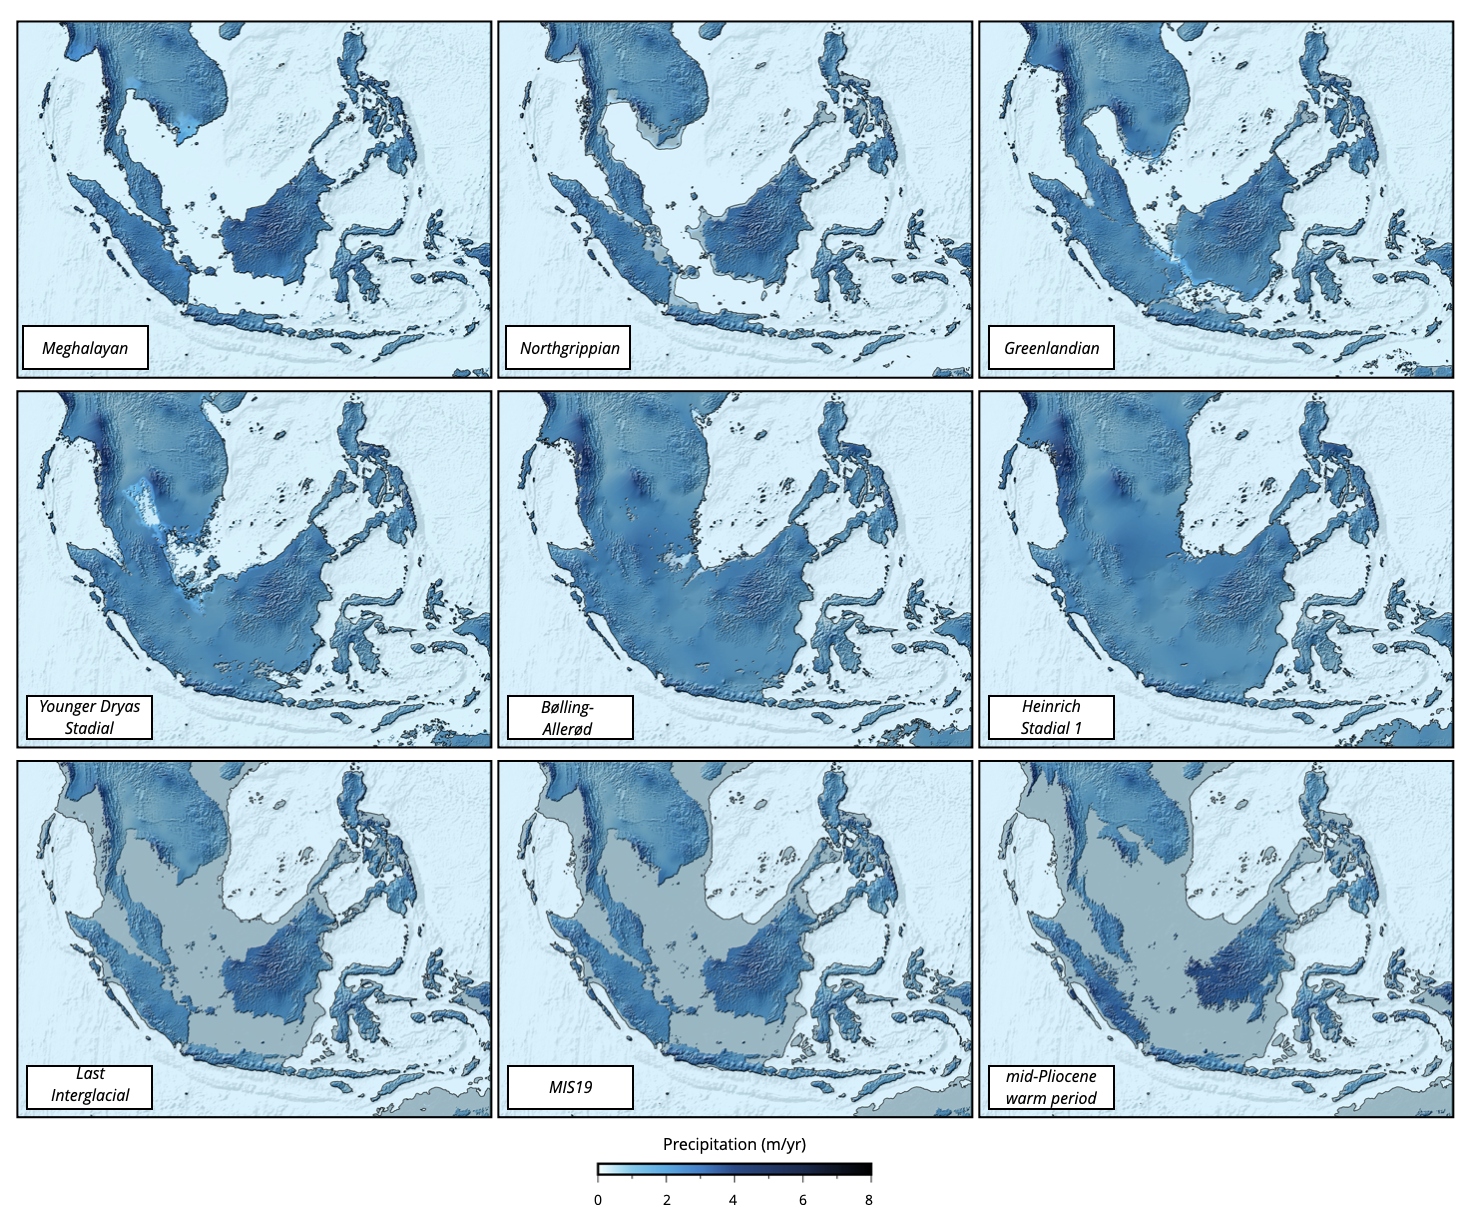 Meghalayan
Northgrippian
Greenlandian
Younger Dryas
Stadial
Bølling-
Allerød
Heinrich
Stadial 1
Last
Interglacial
MIS19
mid-Pliocene
warm period
Precipitation (m/yr)
0 2 4 6 8